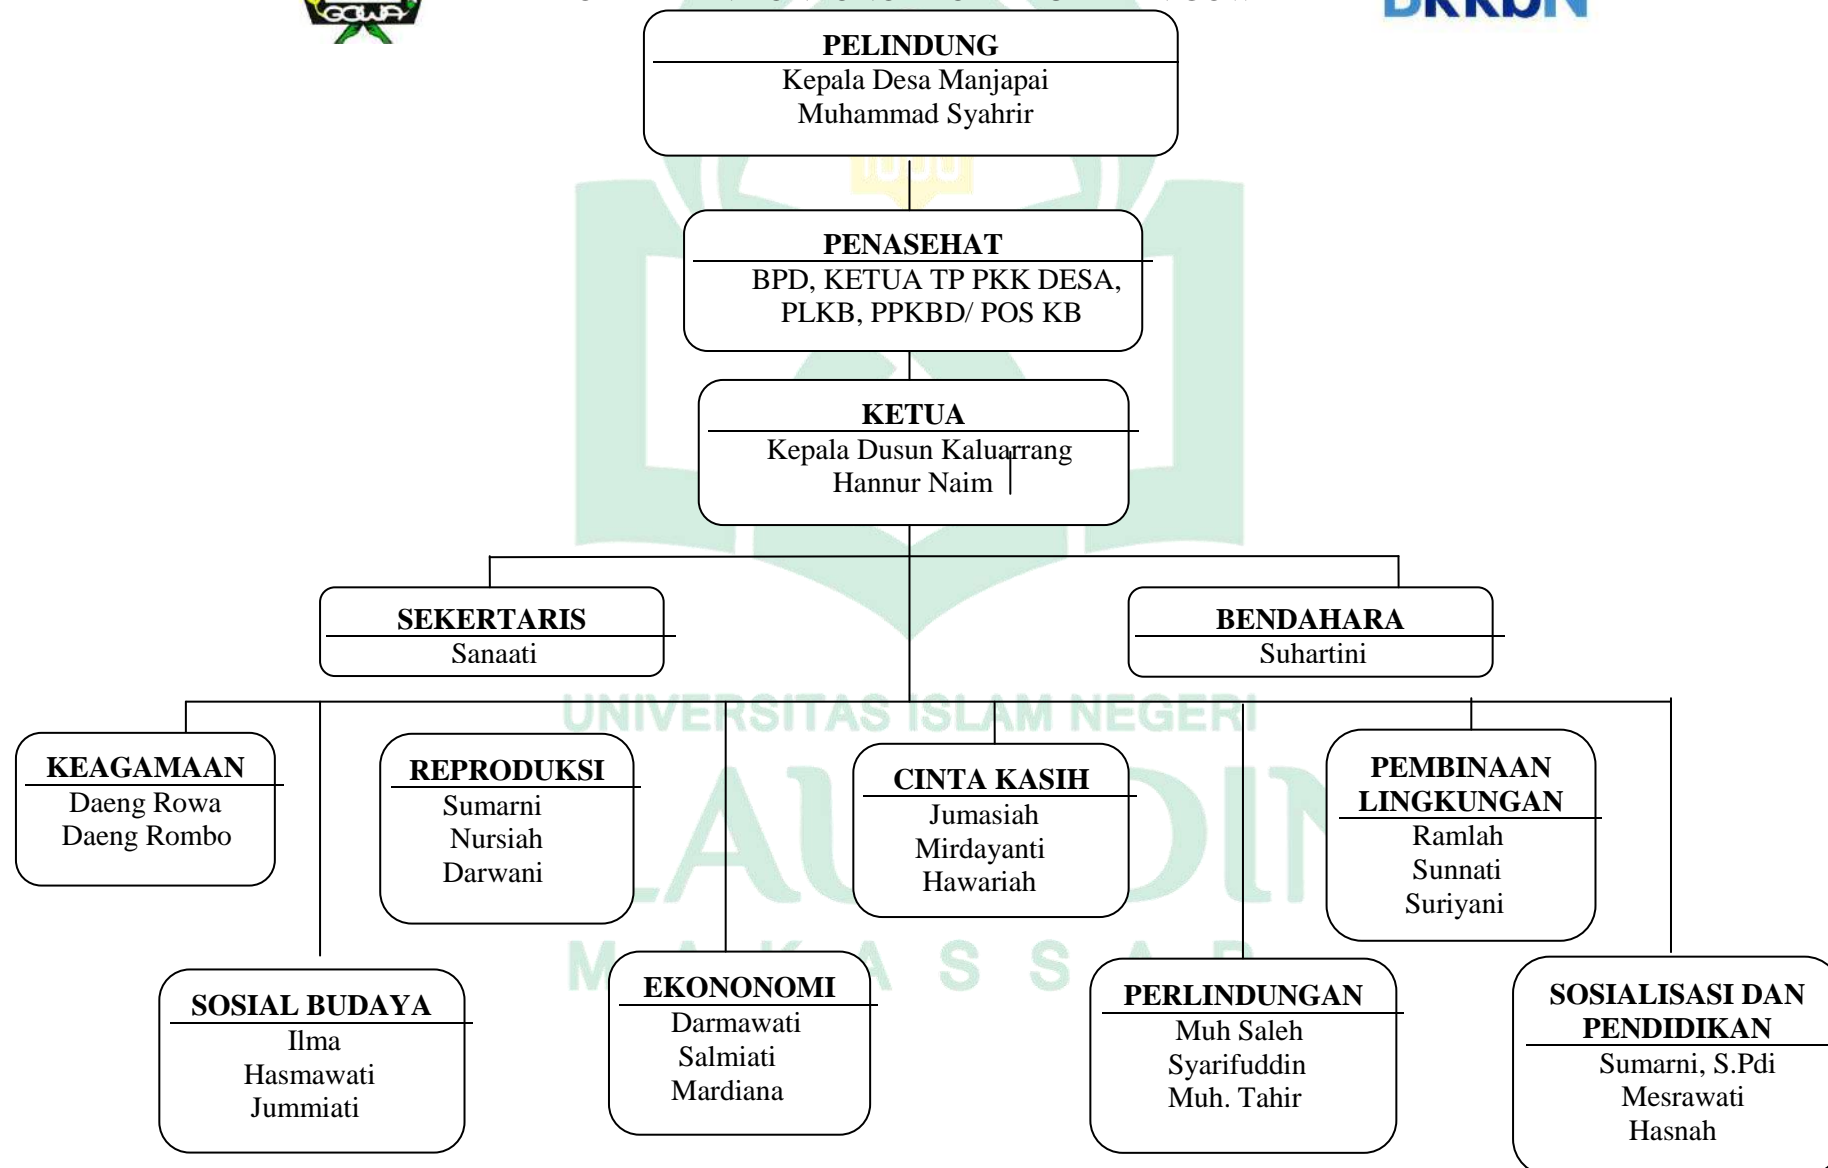 GOWA
BKKBN
PELINDUNG
Kepala Desa Manjapai
Muhammad Syahrir
PENASEHAT
BPD, KETUA TP PKK DESA,
PLKB, PPKBD/ POS KB
KETUA
Kepala Dusun Kaluarrang
Hannur Naim
SEKERTARIS
Sanaati
BENDAHARA
Suhartini
UNIVERSITAS ISLAM NEGERI
KEAGAMAAN
Daeng Rowa
Daeng Rombo
REPRODUKSI
Sumarni
Nursiah
Darwani
CINTA KASIH
Jumasiah
Mirdayanti
Hawariah
PEMBINAAN
LINGKUNGAN
Ramlah
Sunnati
Suriyani
MAKASSAR
SOSIAL BUDAYA
Ilma
Hasmawati
Jummiati
EKONONOMI
Darmawati
Salmiati
Mardiana
PERLINDUNGAN
Muh Saleh
Syarifuddin
Muh. Tahir
SOSIALISASI DAN
PENDIDIKAN
Sumarni, S.Pdi
Mesrawati
Hasnah